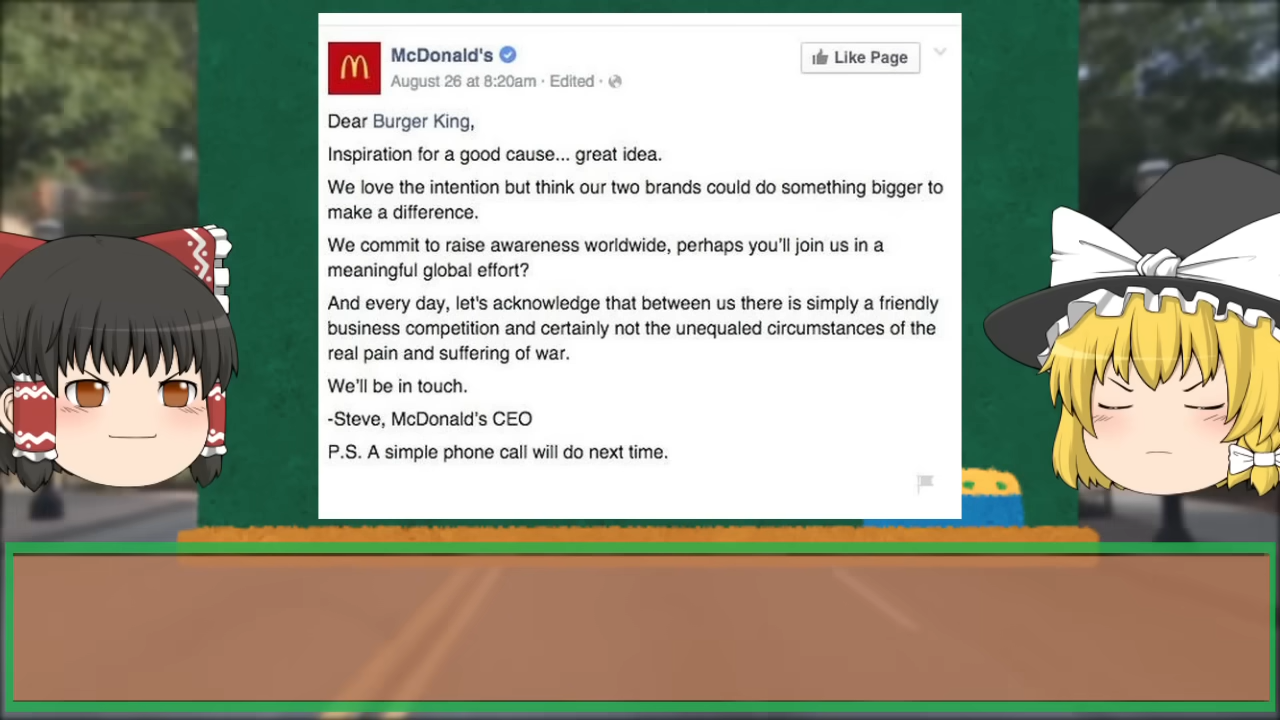 McDonald's
Like Page
August 26 at 8:20am · Edited ·
Dear Burger King,
Inspiration for a good cause... great idea.
We love the intention but think our two brands could do something bigger to
make a difference.
We commit to raise awareness worldwide, perhaps you'll join us in a
meaningful global effort?
And every day, let's acknowledge that between us there is simply a friendly
business competition and certainly not the unequaled circumstances of the
real pain and suffering of war.
We'll be in touch.
-Steve, McDonald's CEO
P.S. A simple phone call will do next time.